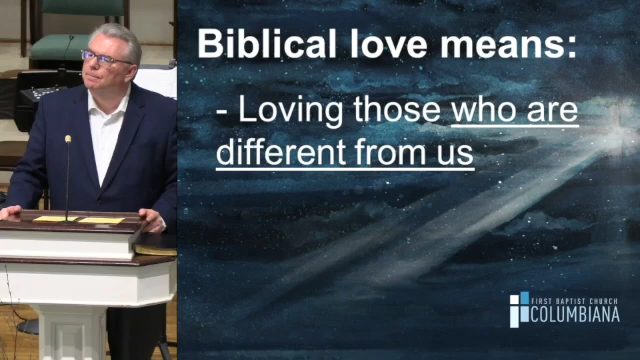 Biblical love means:
- Loving those who are
different from us
FIRST BAPTIST CHURCH
COLUMBIANA